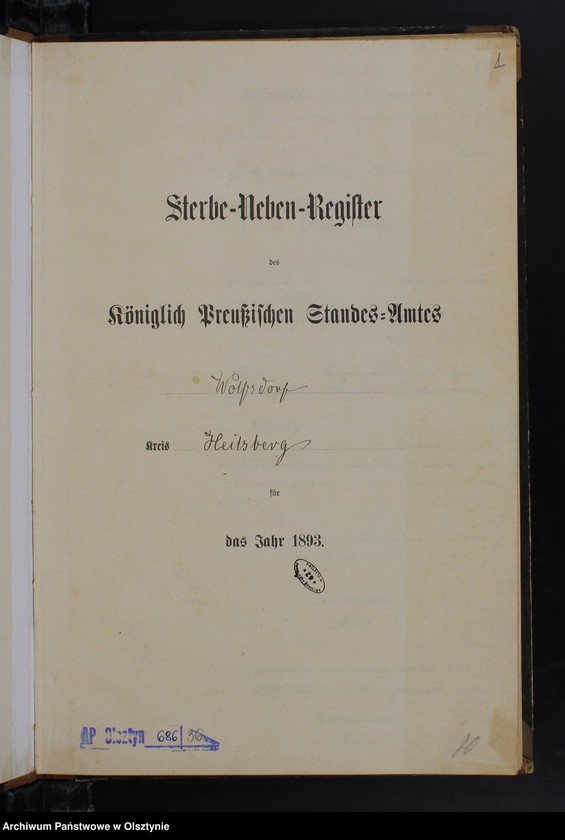 1
Sterbe-Neben-Register
des
Königlich Preußischen Standes-Amtes
Wolfsdorf
Kreis Heilsberg
für
das Jahr 1893.
AP Olsztyn 686/36
10
Archiwum Państwowe w Olsztynie